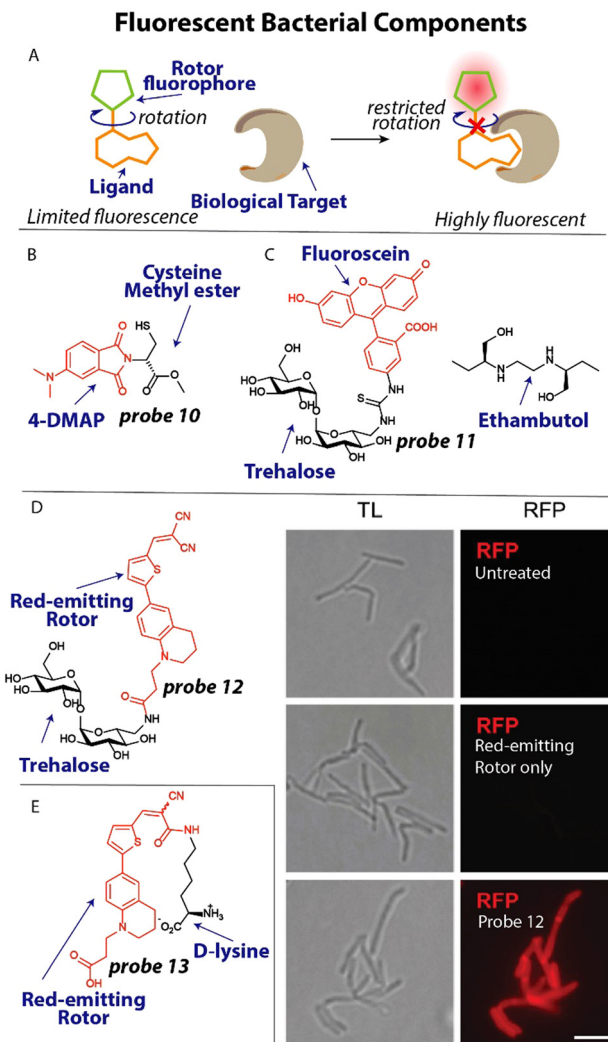 Fluorescent Bacterial Components
A
Rotor
fluorophore
rotation
Ligand
Biological Target
Limited fluorescence
restricted
rotation
Highly fluorescent
B
Cysteine
Methyl ester
HS
O
N
O
N
O
O
4-DMAP
probe 10
C
Fluoroscein
HO
O
O
COOH
NH
S
NH
HO
HO
HO
O
OH
O
O
HO
HO
OH
OH
Trehalose
probe 11
OH
H
N
N
H
OH
Ethambutol
D
CN
CN
S
Red-emitting
Rotor
N
probe 12
O
NH
HO
HO
HO
O
OH
O
O
HO
HO
OH
OH
Trehalose
E
CN
S
O
NH
N
-O2C
NH3
+
D-lysine
O
OH
probe 13
Red-emitting
Rotor
TL
RFP
RFP
Untreated
RFP
Red-emitting
Rotor only
RFP
Probe 12